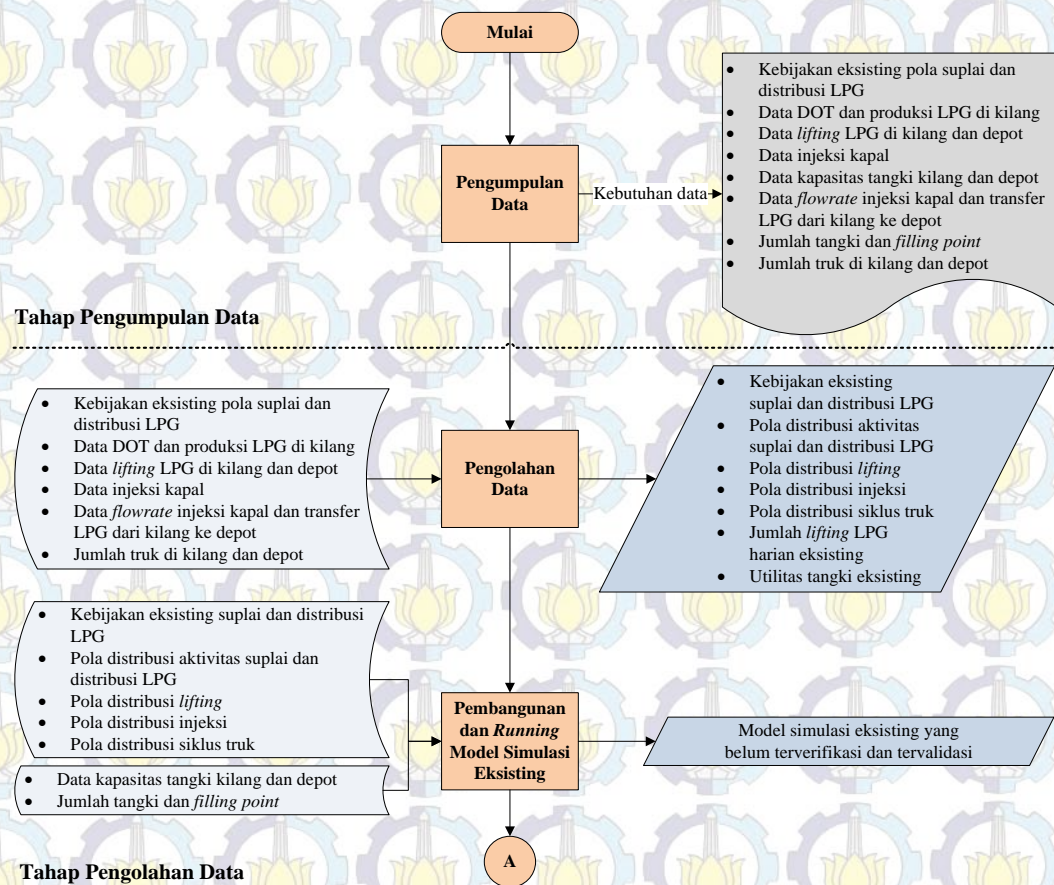 Mulai
• Kebijakan eksisting pola suplai dan
distribusi LPG
• Data DOT dan produksi LPG di kilang
• Data lifting LPG di kilang dan depot
• Data injeksi kapal
• Data kapasitas tangki kilang dan depot
• Data flowrate injeksi kapal dan transfer
LPG dari kilang ke depot
• Jumlah tangki dan filling point
• Jumlah truk di kilang dan depot
Pengumpulan
Data
Kebutuhan data
Tahap Pengumpulan Data
• Kebijakan eksisting pola suplai dan
distribusi LPG
• Data DOT dan produksi LPG di kilang
• Data lifting LPG di kilang dan depot
• Data injeksi kapal
• Data flowrate injeksi kapal dan transfer
LPG dari kilang ke depot
• Jumlah truk di kilang dan depot
Pengolahan
Data
• Kebijakan eksisting
suplai dan distribusi LPG
• Pola distribusi aktivitas
suplai dan distribusi LPG
• Pola distribusi lifting
• Pola distribusi injeksi
• Pola distribusi siklus truk
• Jumlah lifting LPG
harian eksisting
• Utilitas tangki eksisting
• Kebijakan eksisting suplai dan distribusi
LPG
• Pola distribusi aktivitas suplai dan
distribusi LPG
• Pola distribusi lifting
• Pola distribusi injeksi
• Pola distribusi siklus truk
• Data kapasitas tangki kilang dan depot
• Jumlah tangki dan filling point
Pembangunan
dan Running
Model Simulasi
Eksisting
Model simulasi eksisting yang
belum terverifikasi dan tervalidasi
A
Tahap Pengolahan Data